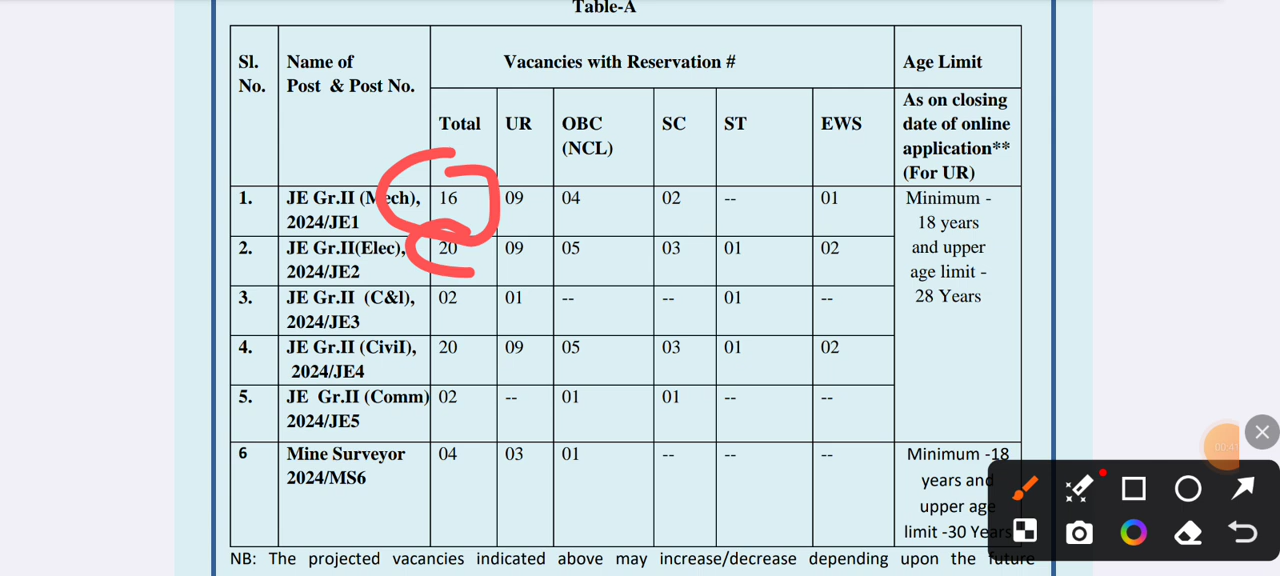 Table-A
Sl. No. Name of Post & Post No. Vacancies with Reservation # Age Limit
Total UR OBC (NCL) SC ST EWS As on closing date of online application** (For UR)
1. JE Gr.II (Mech), 2024/JE1 16 09 04 02 -- 01 Minimum - 18 years and upper age limit - 28 Years
2. JE Gr.II(Elec), 2024/JE2 20 09 05 03 01 02
3. JE Gr.II (C&I), 2024/JE3 02 01 -- -- 01 --
4. JE Gr.II (Civil), 2024/JE4 20 09 05 03 01 02
5. JE Gr.II (Comm) 2024/JE5 02 -- 01 01 -- --
6 Mine Surveyor 2024/MS6 04 03 01 -- -- -- Minimum -18 years and upper age limit -30 Years
NB: The projected vacancies indicated above may increase/decrease depending upon the future